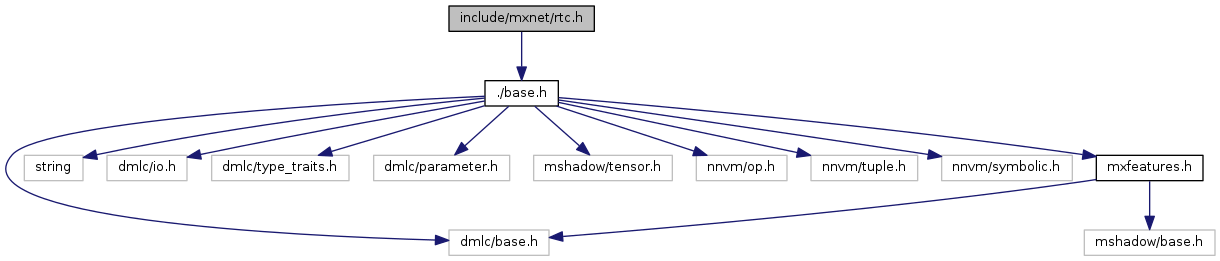 include/mxnet/rtc.h
./base.h
string
dmlc/io.h
dmlc/type_traits.h
dmlc/parameter.h
mshadow/tensor.h
nnvm/op.h
nnvm/tuple.h
nnvm/symbolic.h
mxfeatures.h
dmlc/base.h
mshadow/base.h